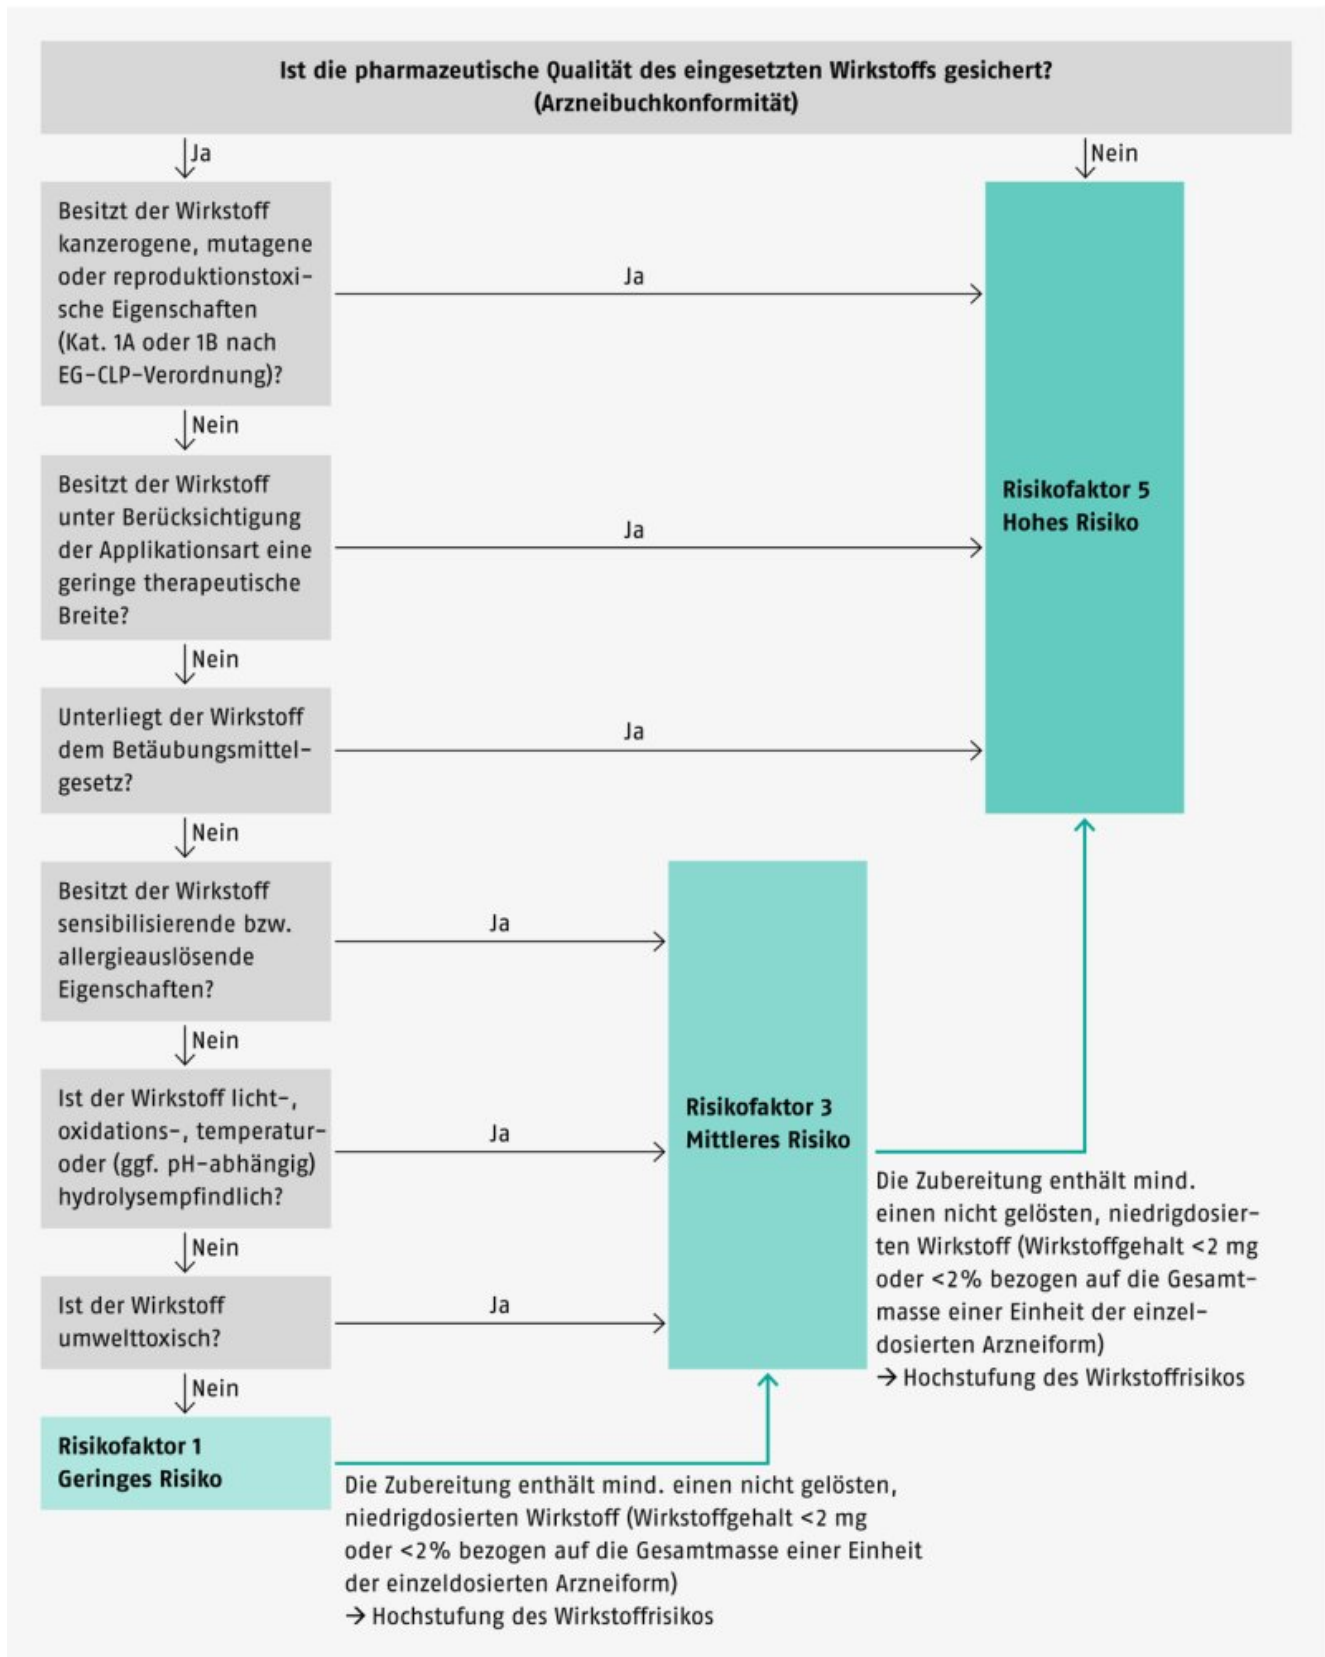 Ist die pharmazeutische Qualität des eingesetzten Wirkstoffs gesichert?
(Arzneibuchkonformität)
Ja
Nein
Besitzt der Wirkstoff
kanzerogene, mutagene
oder reproduktionstoxi-
sche Eigenschaften
(Kat. 1A oder 1B nach
EG-CLP-Verordnung)?
Ja
Nein
Besitzt der Wirkstoff
unter Berücksichtigung
der Applikationsart eine
geringe therapeutische
Breite?
Ja
Risikofaktor 5
Hohes Risiko
Nein
Unterliegt der Wirkstoff
dem Betäubungsmittel-
gesetz?
Ja
Nein
Besitzt der Wirkstoff
sensibilisierende bzw.
allergieauslösende
Eigenschaften?
Ja
Nein
Ist der Wirkstoff licht-,
oxidations-, temperatur-
oder (ggf. pH-abhängig)
hydrolysempfindlich?
Ja
Risikofaktor 3
Mittleres Risiko
Die Zubereitung enthält mind.
einen nicht gelösten, niedrigdosier-
ten Wirkstoff (Wirkstoffgehalt <2 mg
oder <2% bezogen auf die Gesamt-
masse einer Einheit der einzel-
dosierten Arzneiform)
→ Hochstufung des Wirkstoffrisikos
Nein
Ist der Wirkstoff
umwelttoxisch?
Ja
Nein
Risikofaktor 1
Geringes Risiko
Die Zubereitung enthält mind. einen nicht gelösten,
niedrigdosierten Wirkstoff (Wirkstoffgehalt <2 mg
oder <2% bezogen auf die Gesamtmasse einer Einheit
der einzeldosierten Arzneiform)
→ Hochstufung des Wirkstoffrisikos